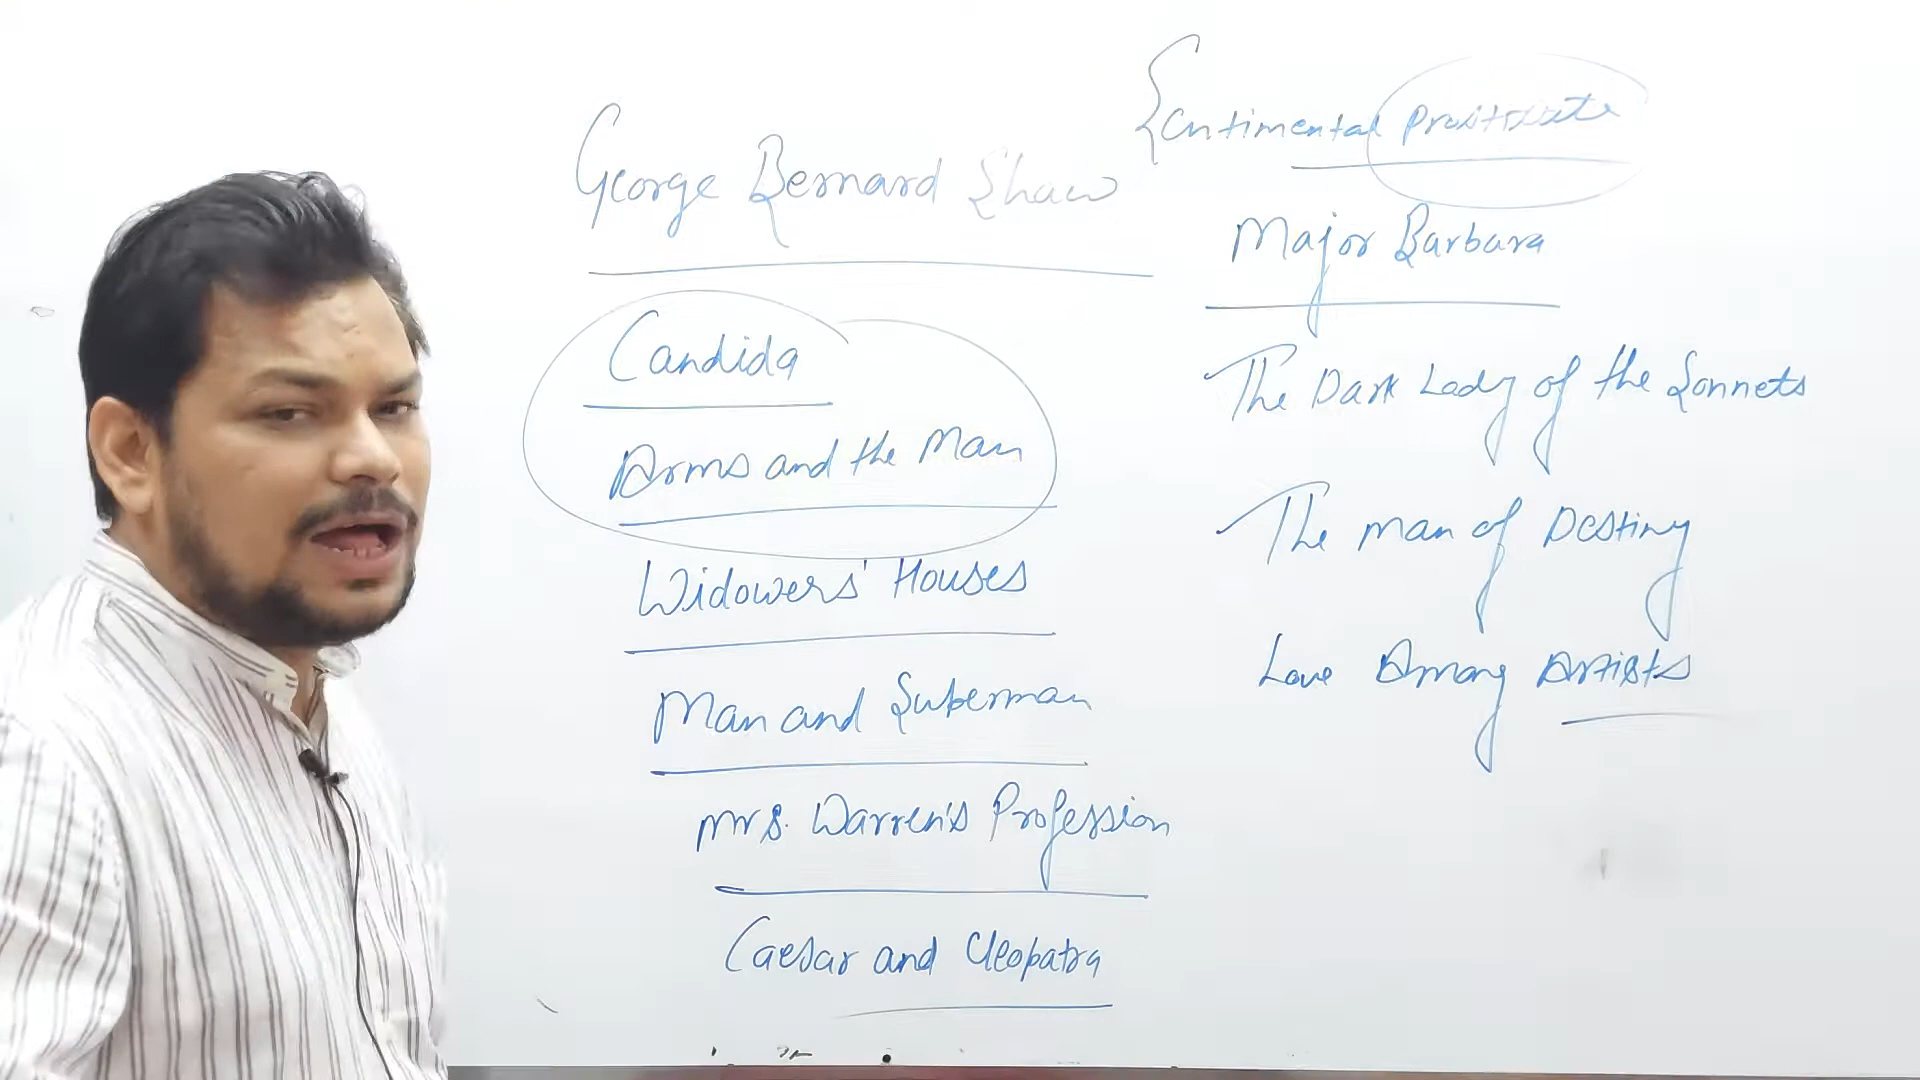 George Bernard Shaw
Candida
Arms and the Man
Widowers' Houses
Man and Superman
Mrs. Warren's Profession
Caesar and Cleopatra
Sentimental Prostitute
Major Barbara
The Dark Lady of the Sonnets
The Man of Destiny
Love Among Artists